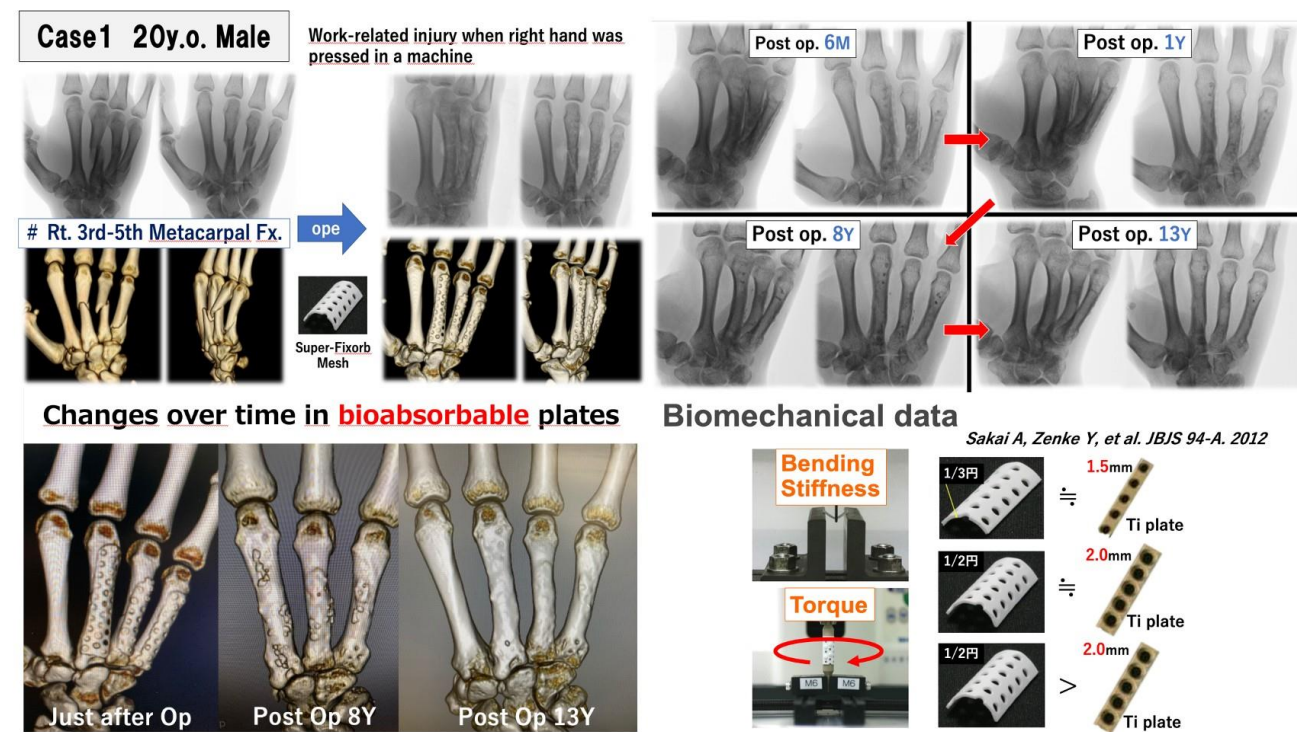 Case1 20y.o. Male
Work-related injury when right hand was
pressed in a machine
# Rt. 3rd-5th Metacarpal Fx.
ope
Super-Fixorb
Mesh
Post op. 6M
Post op. 1Y
Post op. 8Y
Post op. 13Y
Changes over time in bioabsorbable plates
Just after Op
Post Op 8Y
Post Op 13Y
Biomechanical data
Sakai A, Zenke Y, et al. JBJS 94-A. 2012
Bending
Stiffness
Torque
M6
M6
1/3円
≒
1.5mm
Ti plate
1/2円
≒
2.0mm
Ti plate
1/2円
>
2.0mm
Ti plate